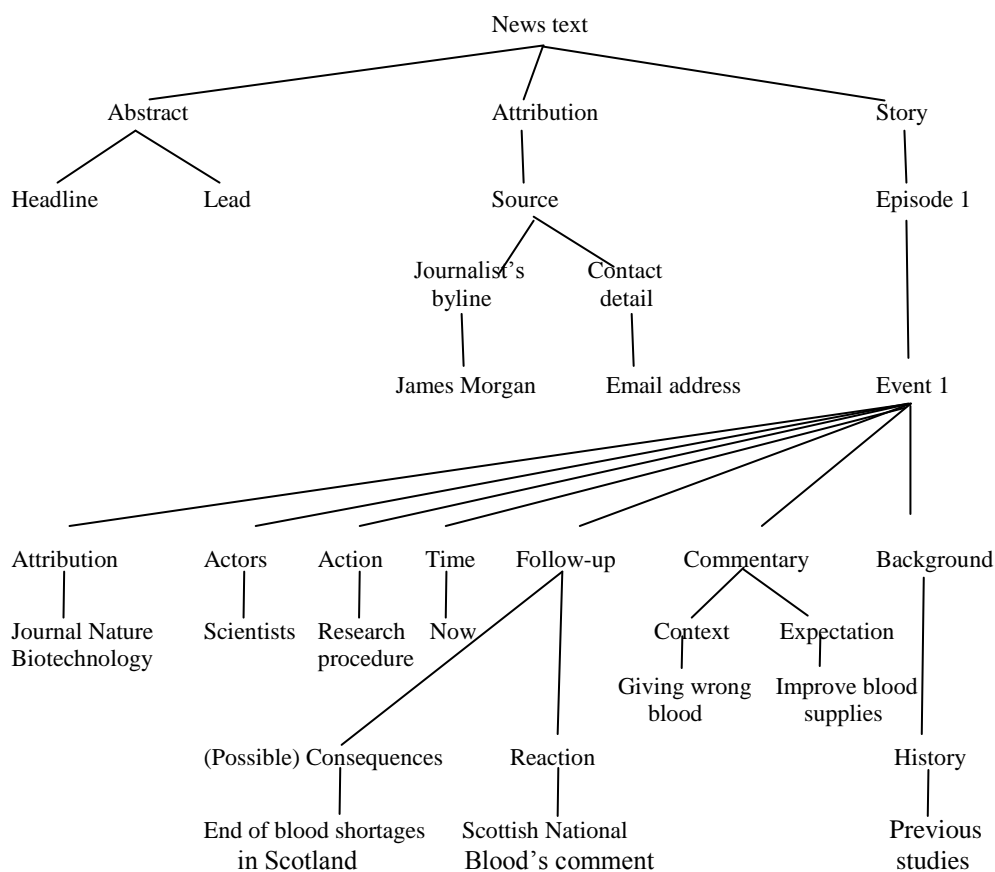 News text
Abstract Attribution Story
Headline Lead Source Episode 1
Journalist's Contact
byline detail
James Morgan Email address Event 1
Attribution Actors Action Time Follow-up Commentary Background
Journal Nature Scientists Research Now Context Expectation
Biotechnology procedure
Giving wrong Improve blood
blood supplies
(Possible) Consequences Reaction History
End of blood shortages Scottish National Previous
in Scotland Blood's comment studies